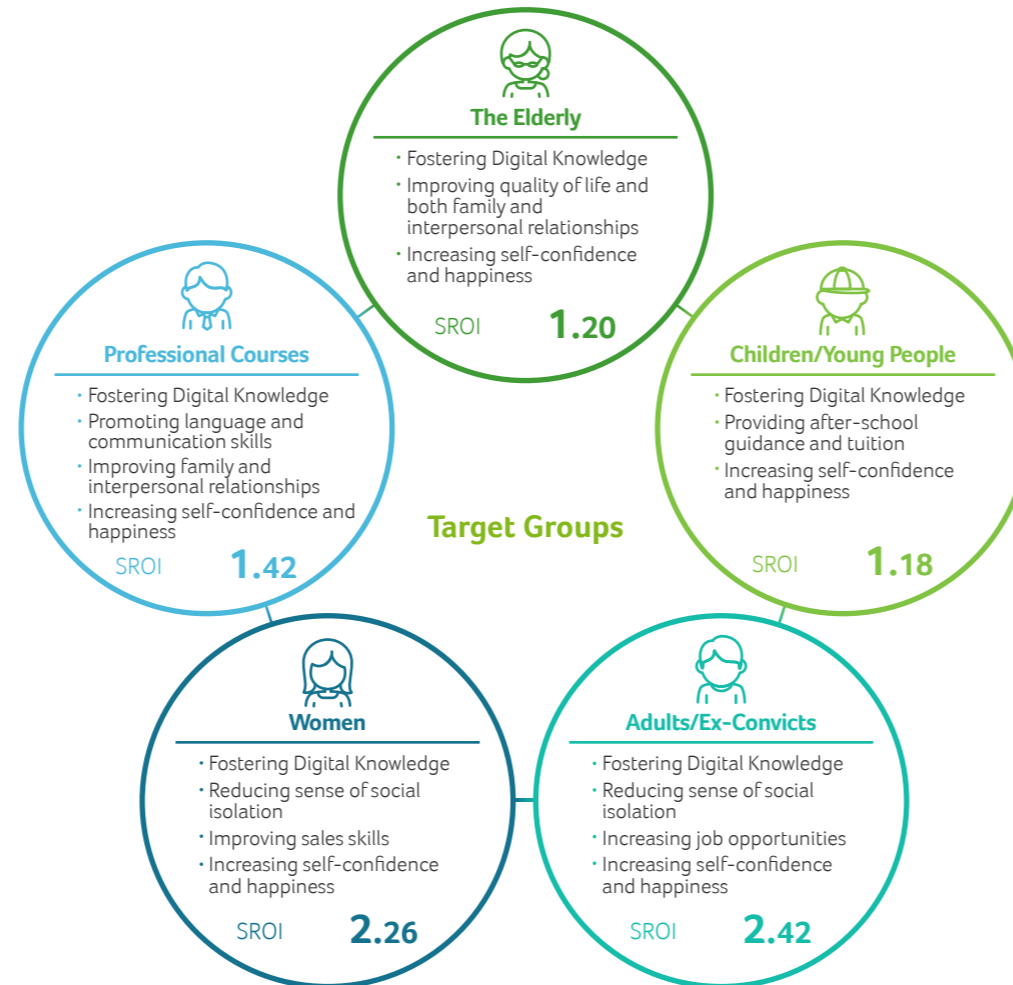 The Elderly
· Fostering Digital Knowledge
· Improving quality of life and
both family and
interpersonal relationships
· Increasing self-confidence
and happiness
SROI 1.20
Professional Courses
· Fostering Digital Knowledge
· Promoting language and
communication skills
· Improving family and
interpersonal relationships
· Increasing self-confidence and
happiness
SROI 1.42
Children/Young People
· Fostering Digital Knowledge
· Providing after-school
guidance and tuition
· Increasing self-confidence
and happiness
SROI 1.18
Target Groups
Women
· Fostering Digital Knowledge
· Reducing sense of social
isolation
· Improving sales skills
· Increasing self-confidence
and happiness
SROI 2.26
Adults/Ex-Convicts
· Fostering Digital Knowledge
· Reducing sense of social
isolation
· Increasing job opportunities
· Increasing self-confidence
and happiness
SROI 2.42